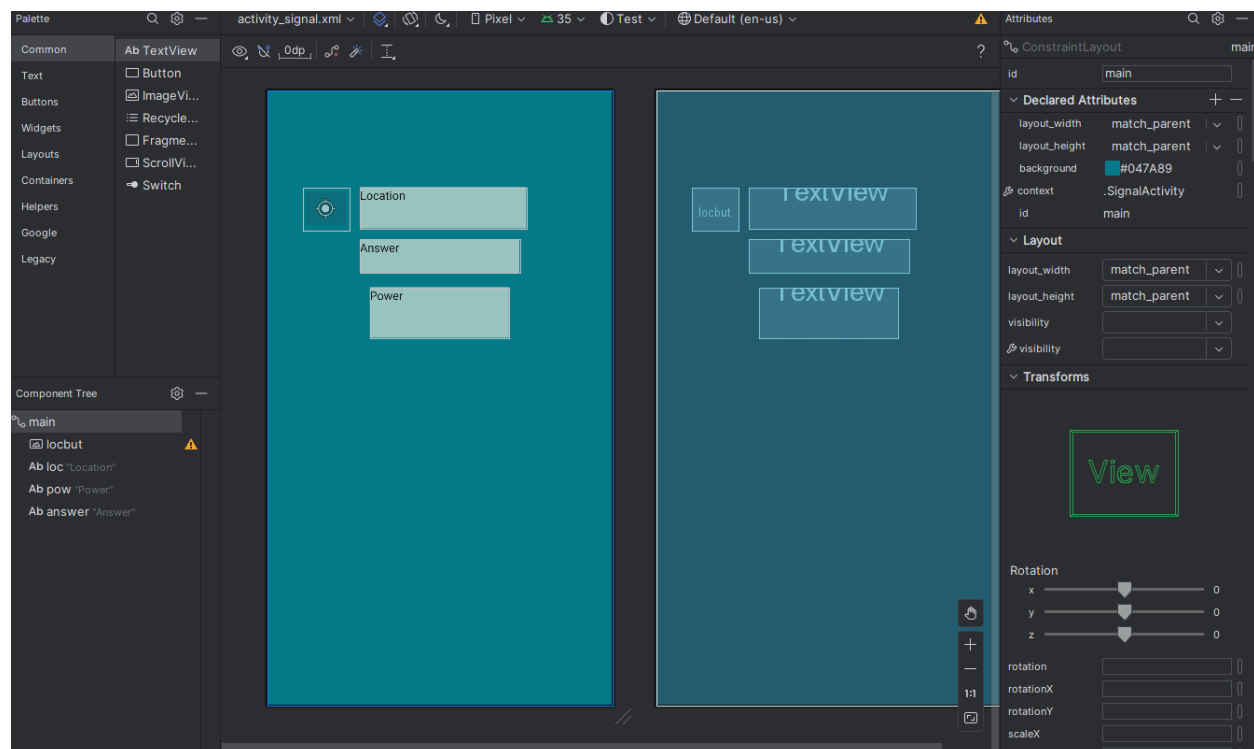 Palette
activity_signal.xml
Pixel
35
Test
Default (en-us)
Attributes
Common
Text
Buttons
Widgets
Layouts
Containers
Helpers
Google
Legacy
Ab TextView
Button
ImageVi...
Recycle...
Fragme...
ScrollVi...
Switch
0dp
?
Location
Answer
Power
locbut
TextView
TextView
TextView
1:1
Component Tree
main
locbut
Ab loc "Location"
Ab pow "Power"
Ab answer "Answer"
ConstraintLayout main
id main
Declared Attributes
layout_width match_parent
layout_height match_parent
background #047A89
context .SignalActivity
id main
Layout
layout_width match_parent
layout_height match_parent
visibility
visibility
Transforms
View
Rotation
x 0
y 0
z 0
rotation
rotationX
rotationY
scaleX